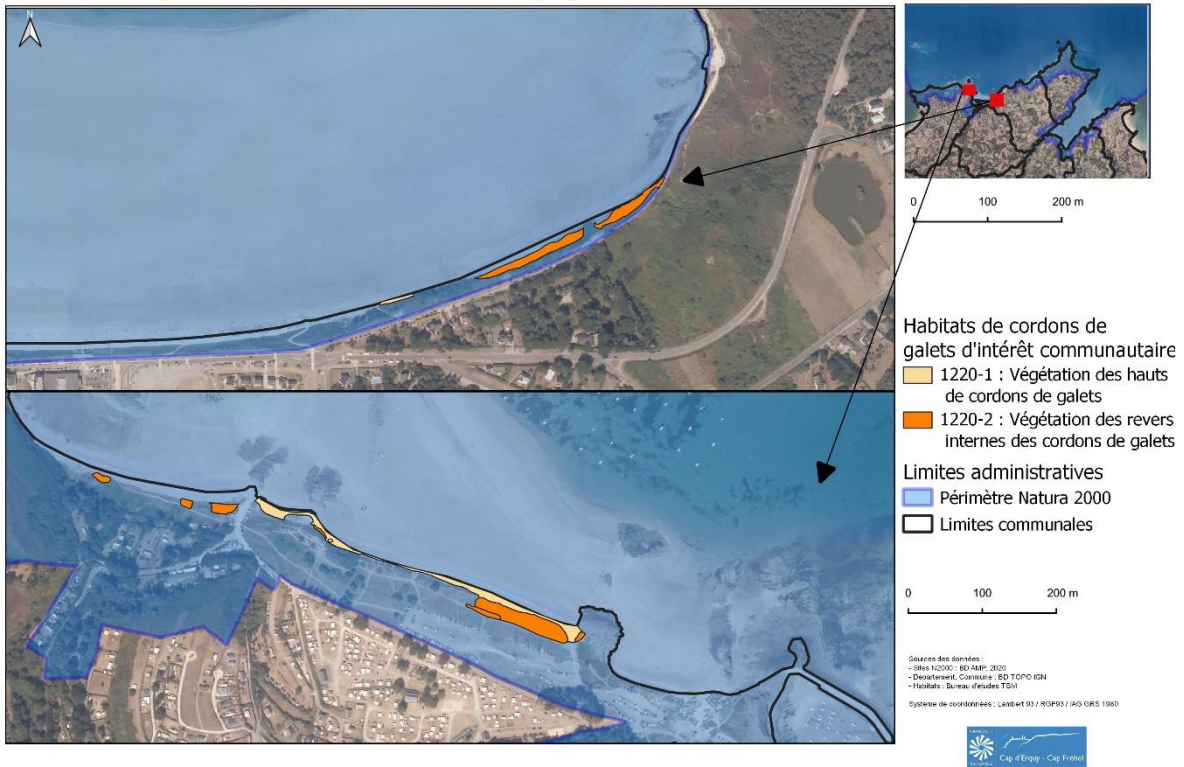 N
0 100 200 m
Habitats de cordons de
galets d'intérêt communautaire
1220-1 : Végétation des hauts
de cordons de galets
1220-2 : Végétation des revers
internes des cordons de galets
Limites administratives
Périmètre Natura 2000
Limites communales
0 100 200 m
Sources des données :
- Sites N2000 : BD AMP, 2020
- Département, Commune : BD TOPO IGN
- Habitats : Bureau d'études TBM
Système de coordonnées : Lambert 93 / RGF93 / IAG GRS 1980
Cap d'Erquy - Cap Fréhel